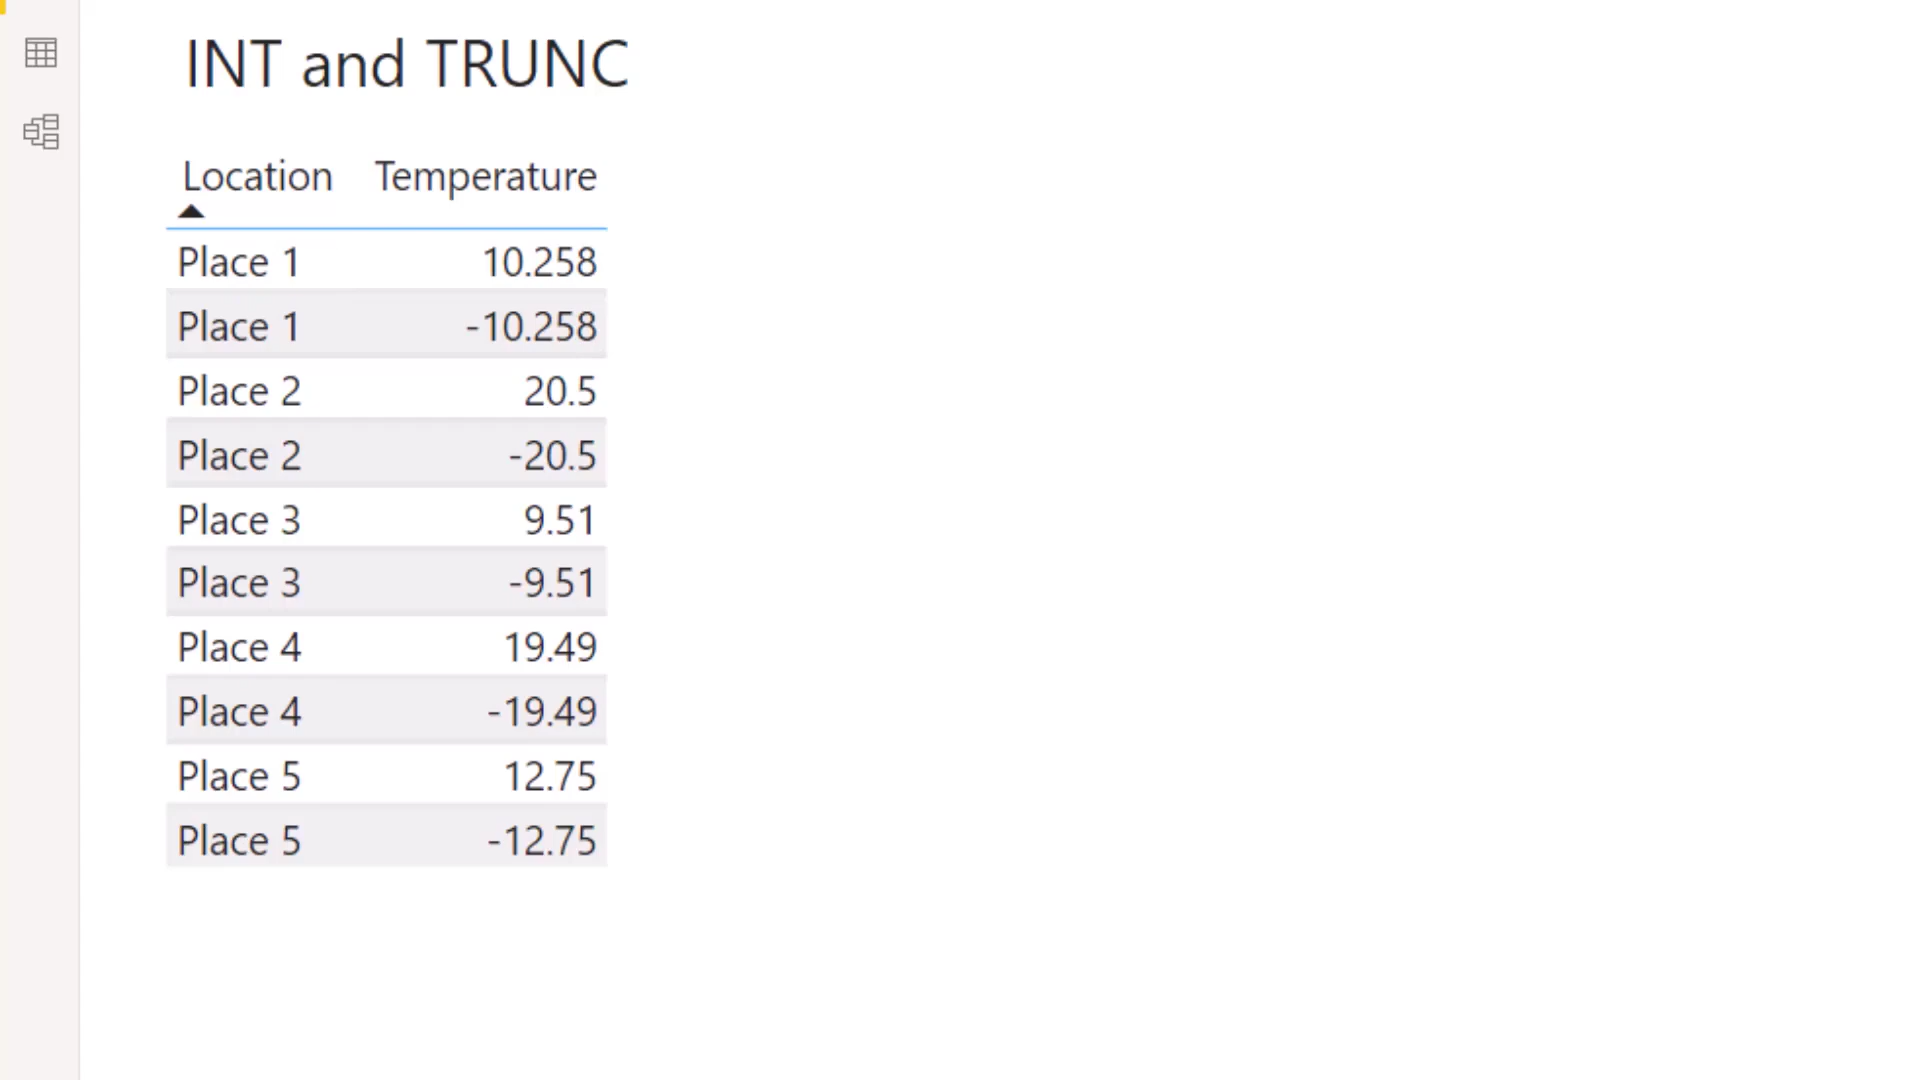 INT and TRUNC
Location Temperature
Place 1 10.258
Place 1 -10.258
Place 2 20.5
Place 2 -20.5
Place 3 9.51
Place 3 -9.51
Place 4 19.49
Place 4 -19.49
Place 5 12.75
Place 5 -12.75